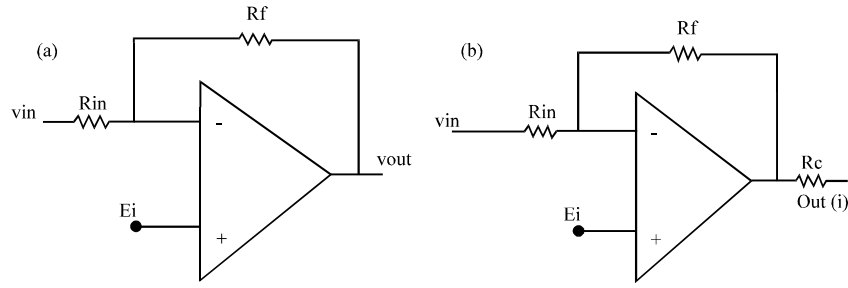 (a)
Rf
vin
Rin
-
vout
Ei
+
(b)
Rf
vin
Rin
-
Rc
Out (i)
Ei
+